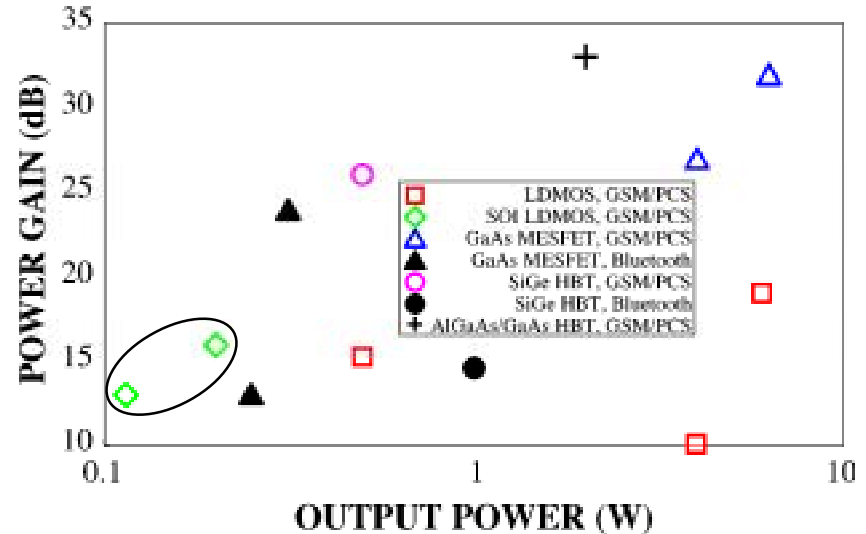 35
30
25
20
15
10
POWER GAIN (dB)
LDMOS, GSM/PCS
SOI LDMOS, GSM/PCS
GaAs MESFET, GSM/PCS
GaAs MESFET, Bluetooth
SiGe HBT, GSM/PCS
SiGe HBT, Bluetooth
AlGaAs/GaAs HBT, GSM/PCS
0.1
1
10
OUTPUT POWER (W)